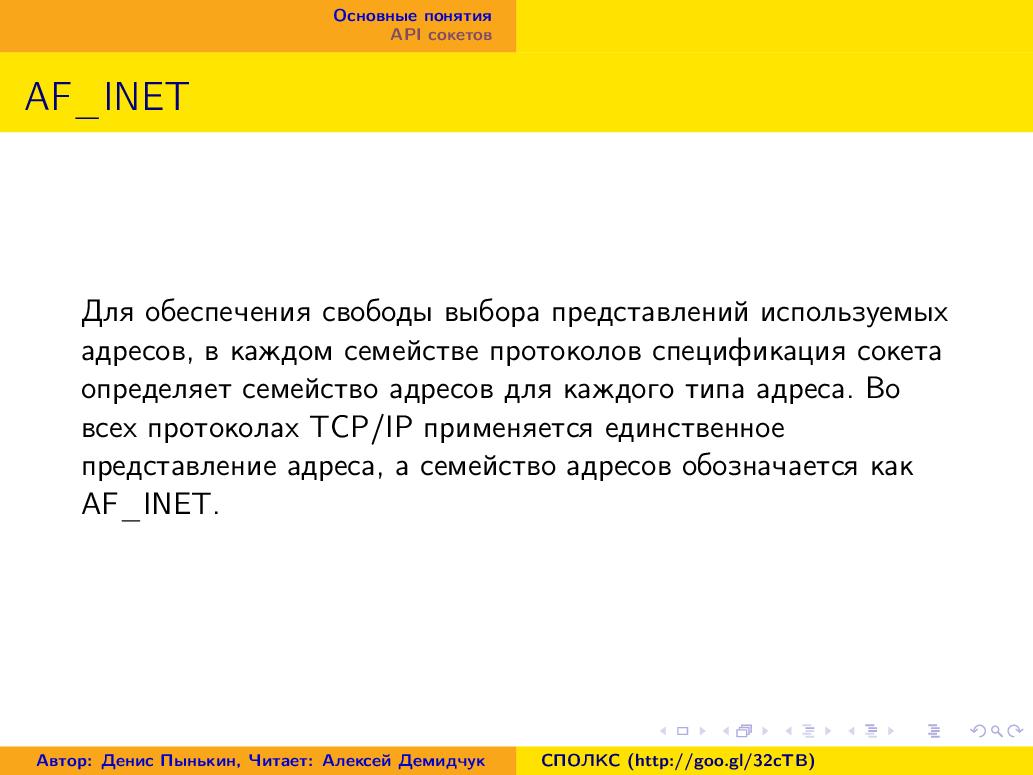 Основные понятия
API сокетов
AF_INET
Для обеспечения свободы выбора представлений используемых
адресов, в каждом семействе протоколов спецификация сокета
определяет семейство адресов для каждого типа адреса. Во
всех протоколах TCP/IP применяется единственное
представление адреса, а семейство адресов обозначается как
AF_INET.
Автор: Денис Пынькин, Читает: Алексей Демидчук
СПОЛКС (http://goo.gl/32cTB)